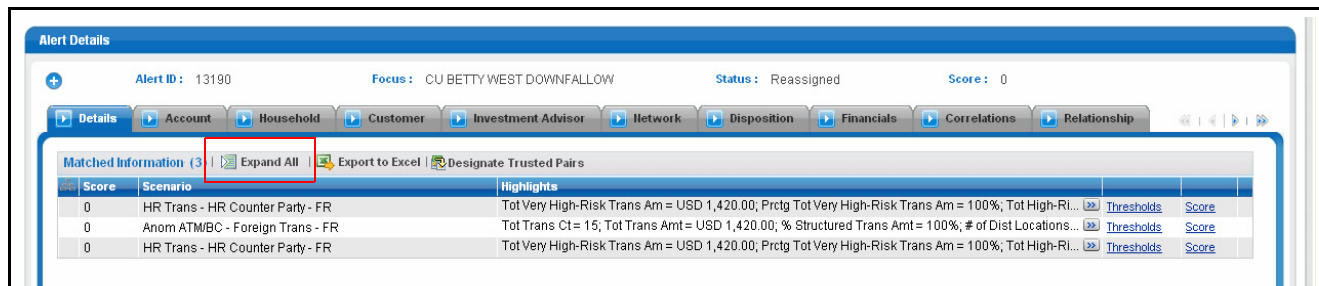 Alert Details
Alert ID : 13190 Focus : CU BETTY WEST DOWNFALLOW Status : Reassigned Score : 0
Details Account Household Customer Investment Advisor Network Disposition Financials Correlations Relationship
Matched Information (3) | Expand All | Export to Excel | Designate Trusted Pairs
Score Scenario Highlights
0 HR Trans - HR Counter Party - FR Tot Very High-Risk Trans Am = USD 1,420.00; Prctg Tot Very High-Risk Trans Am = 100%; Tot High-Ri... Thresholds Score
0 Anom ATM/BC - Foreign Trans - FR Tot Trans Ct = 15; Tot Trans Amt = USD 1,420.00; % Structured Trans Amt = 100%; # of Dist Locations... Thresholds Score
0 HR Trans - HR Counter Party - FR Tot Very High-Risk Trans Am = USD 1,420.00; Prctg Tot Very High-Risk Trans Am = 100%; Tot High-Ri... Thresholds Score